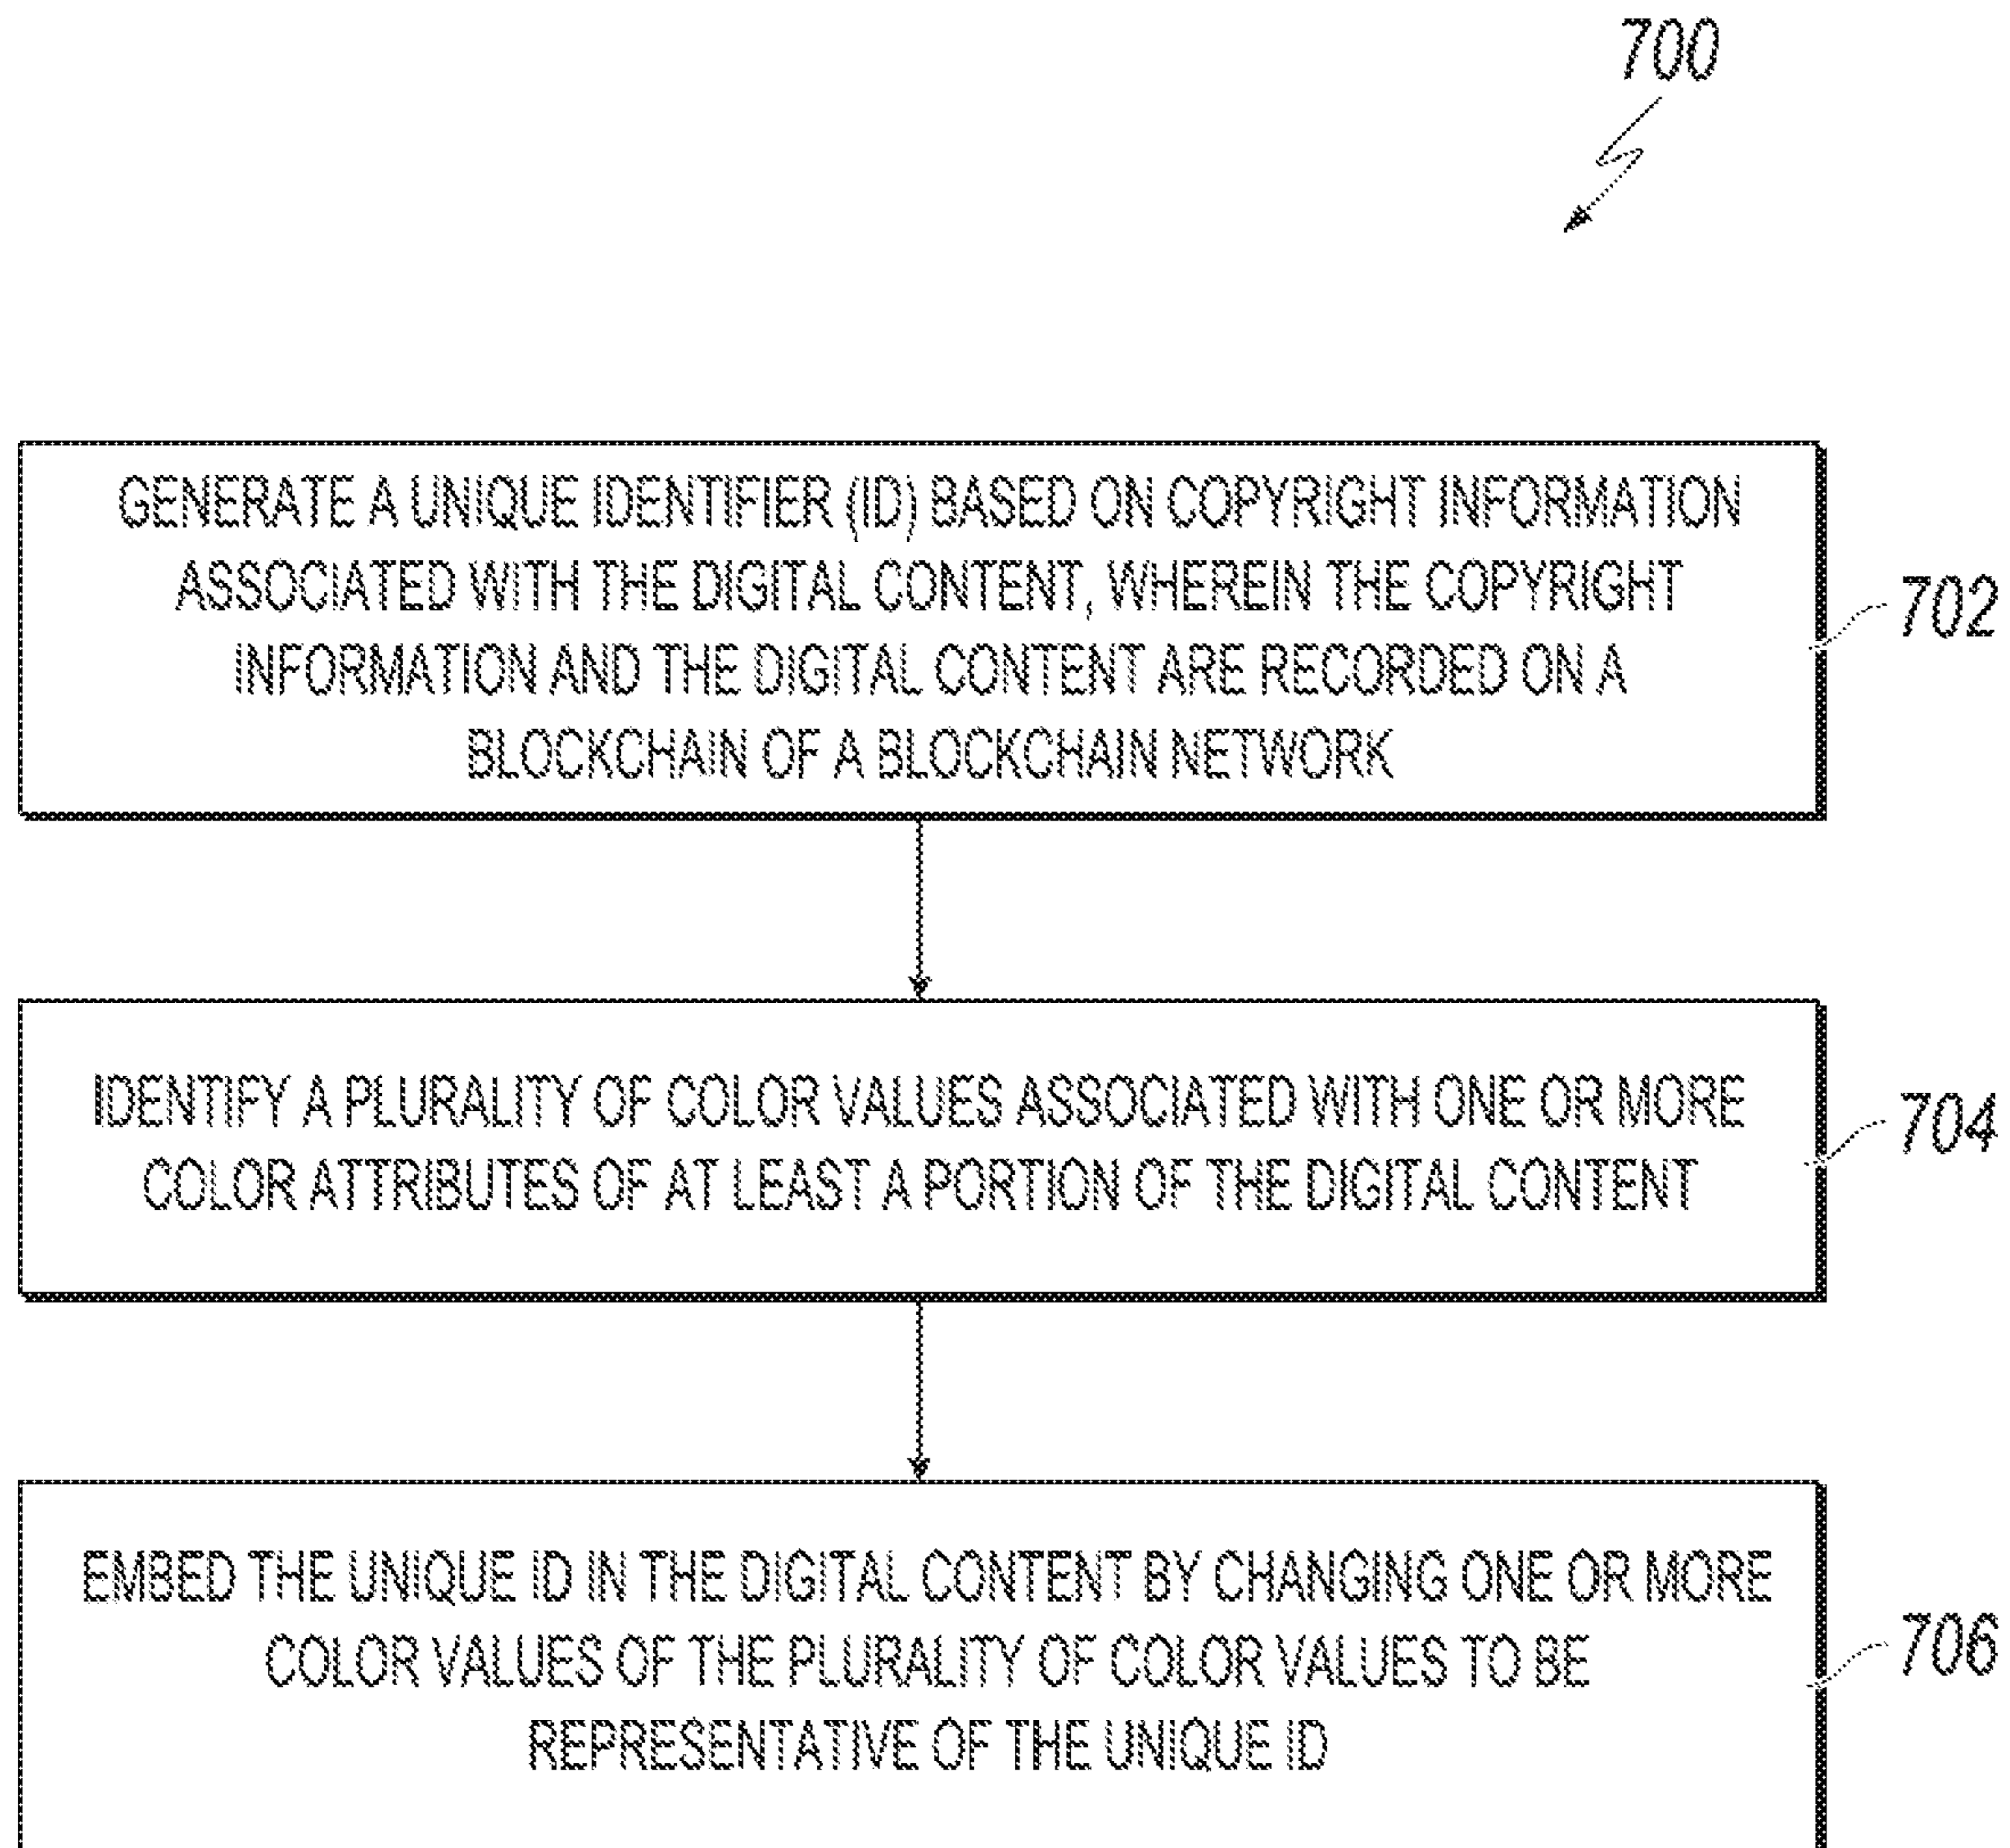 700
GENERATE A UNIQUE IDENTIFIER (ID) BASED ON COPYRIGHT INFORMATION
ASSOCIATED WITH THE DIGITAL CONTENT, WHEREIN THE COPYRIGHT
INFORMATION AND THE DIGITAL CONTENT ARE RECORDED ON A
BLOCKCHAIN OF A BLOCKCHAIN NETWORK
702
IDENTIFY A PLURALITY OF COLOR VALUES ASSOCIATED WITH ONE OR MORE
COLOR ATTRIBUTES OF AT LEAST A PORTION OF THE DIGITAL CONTENT
704
EMBED THE UNIQUE ID IN THE DIGITAL CONTENT BY CHANGING ONE OR MORE
COLOR VALUES OF THE PLURALITY OF COLOR VALUES TO BE
REPRESENTATIVE OF THE UNIQUE ID
706